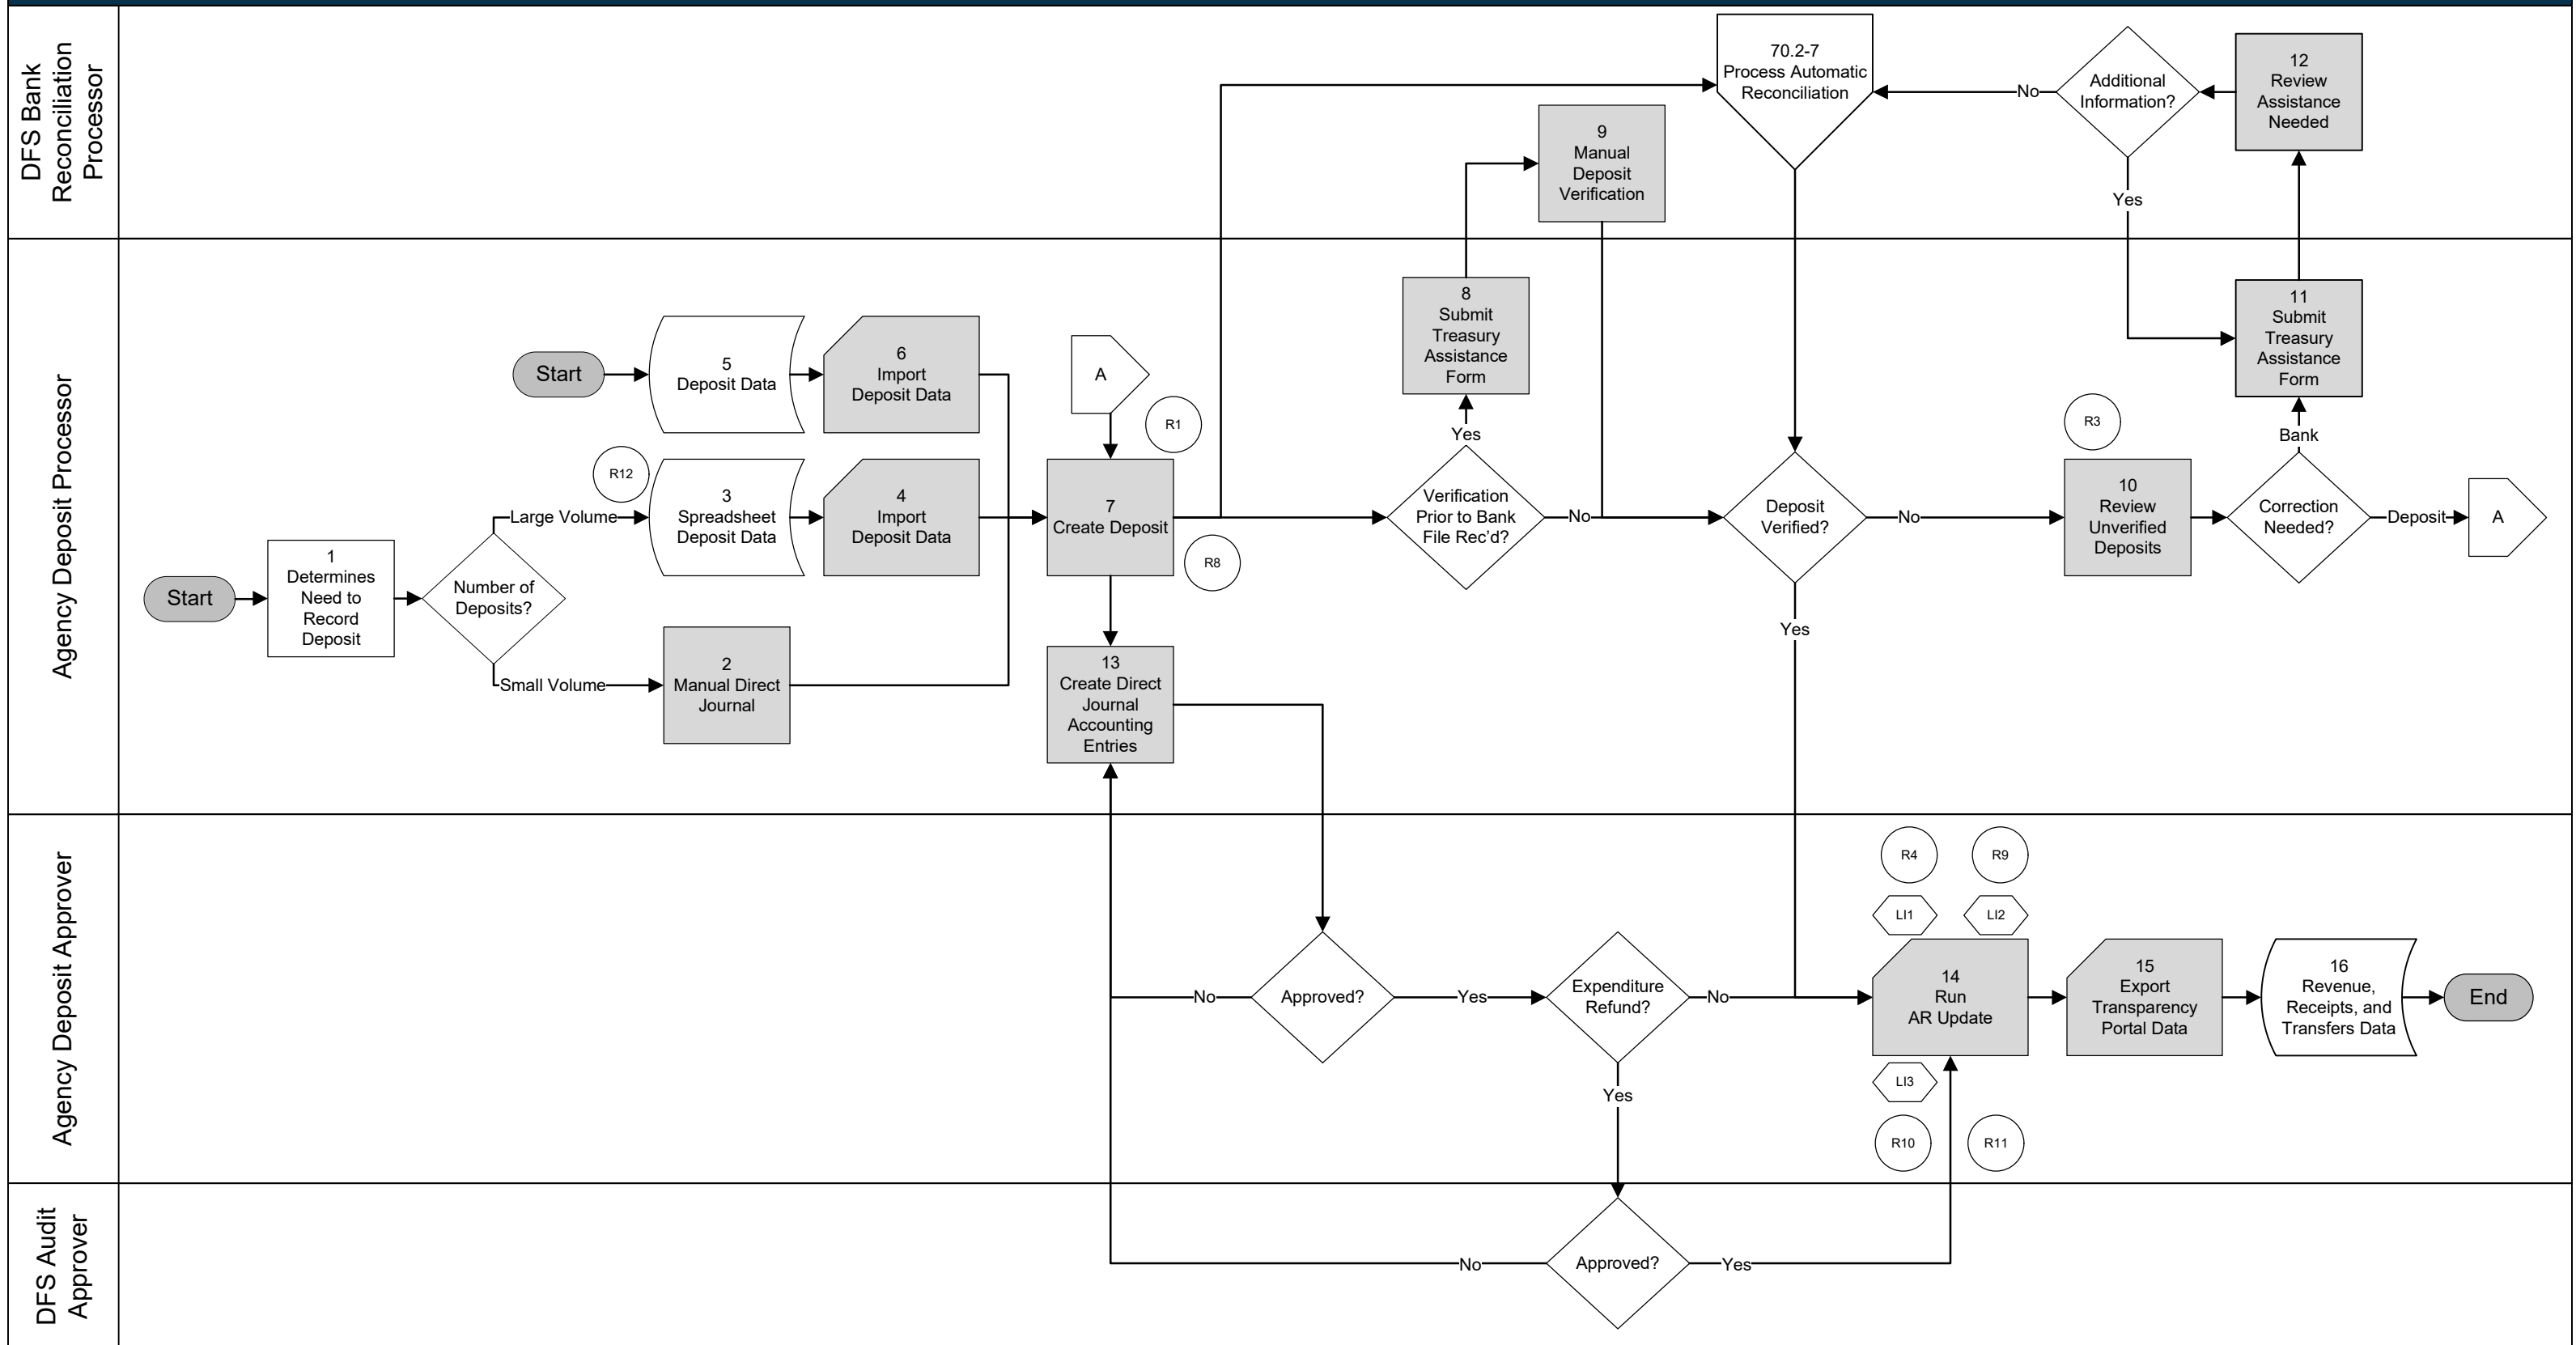 DFS Bank
Reconciliation
Processor
70.2-7
Process Automatic
Reconciliation
No
Additional
Information?
Yes
12
Review
Assistance
Needed
9
Manual
Deposit
Verification
Agency Deposit Processor
Start
5
Deposit Data
6
Import
Deposit Data
A
R1
8
Submit
Treasury
Assistance
Form
Yes
11
Submit
Treasury
Assistance
Form
Bank
R3
R12
Large Volume
3
Spreadsheet
Deposit Data
4
Import
Deposit Data
7
Create Deposit
R8
Verification
Prior to Bank
File Rec'd?
No
Deposit
Verified?
No
10
Review
Unverified
Deposits
Correction
Needed?
Deposit
A
Start
1
Determines
Need to
Record
Deposit
Number of
Deposits?
Small Volume
2
Manual Direct
Journal
13
Create Direct
Journal
Accounting
Entries
Yes
Agency Deposit Approver
R4
R9
LI1
LI2
No
Approved?
Yes
Expenditure
Refund?
No
Yes
14
Run
AR Update
15
Export
Transparency
Portal Data
16
Revenue,
Receipts, and
Transfers Data
End
LI3
R10
R11
DFS Audit
Approver
No
Approved?
Yes